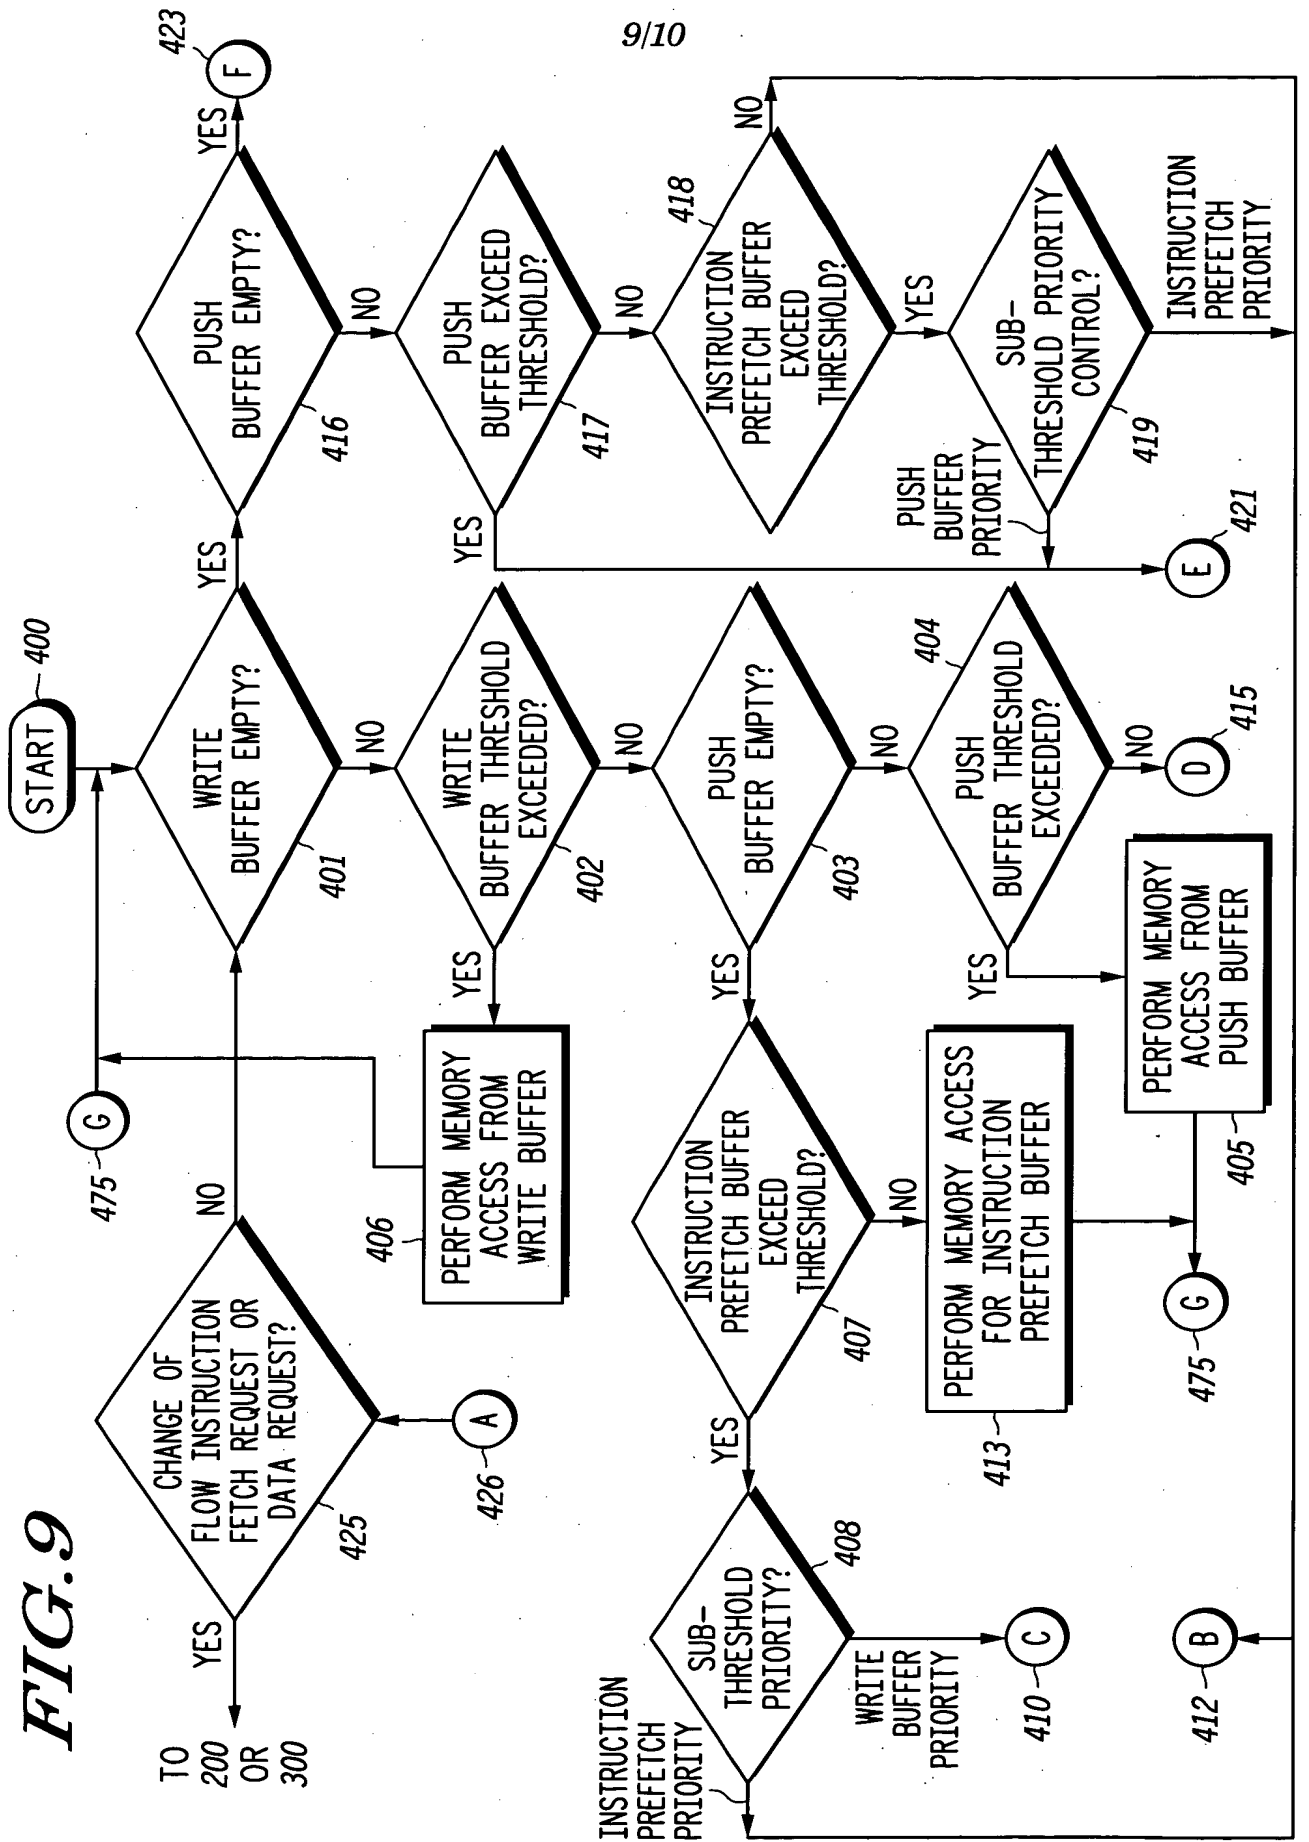 9/10
FIG.9
START
400
G
475
CHANGE OF
FLOW INSTRUCTION
FETCH REQUEST OR
DATA REQUEST?
425
YES
TO
200
OR
300
NO
A
426
WRITE
BUFFER EMPTY?
401
YES
NO
PUSH
BUFFER EMPTY?
416
YES
F
423
NO
WRITE
BUFFER THRESHOLD
EXCEEDED?
402
YES
NO
PERFORM MEMORY
ACCESS FROM
WRITE BUFFER
406
PUSH
BUFFER EXCEED
THRESHOLD?
417
YES
NO
PUSH
BUFFER EMPTY?
403
YES
NO
INSTRUCTION
PREFETCH BUFFER
EXCEED
THRESHOLD?
418
NO
YES
INSTRUCTION
PREFETCH BUFFER
EXCEED
THRESHOLD?
407
YES
NO
SUB-
THRESHOLD
PRIORITY?
408
INSTRUCTION
PREFETCH
PRIORITY
WRITE
BUFFER
PRIORITY
C
410
PERFORM MEMORY ACCESS
FOR INSTRUCTION
PREFETCH BUFFER
413
PUSH
BUFFER THRESHOLD
EXCEEDED?
404
YES
NO
PERFORM MEMORY
ACCESS FROM
PUSH BUFFER
405
G
475
D
415
SUB-
THRESHOLD PRIORITY
CONTROL?
419
PUSH
BUFFER
PRIORITY
INSTRUCTION
PREFETCH
PRIORITY
E
421
B
412